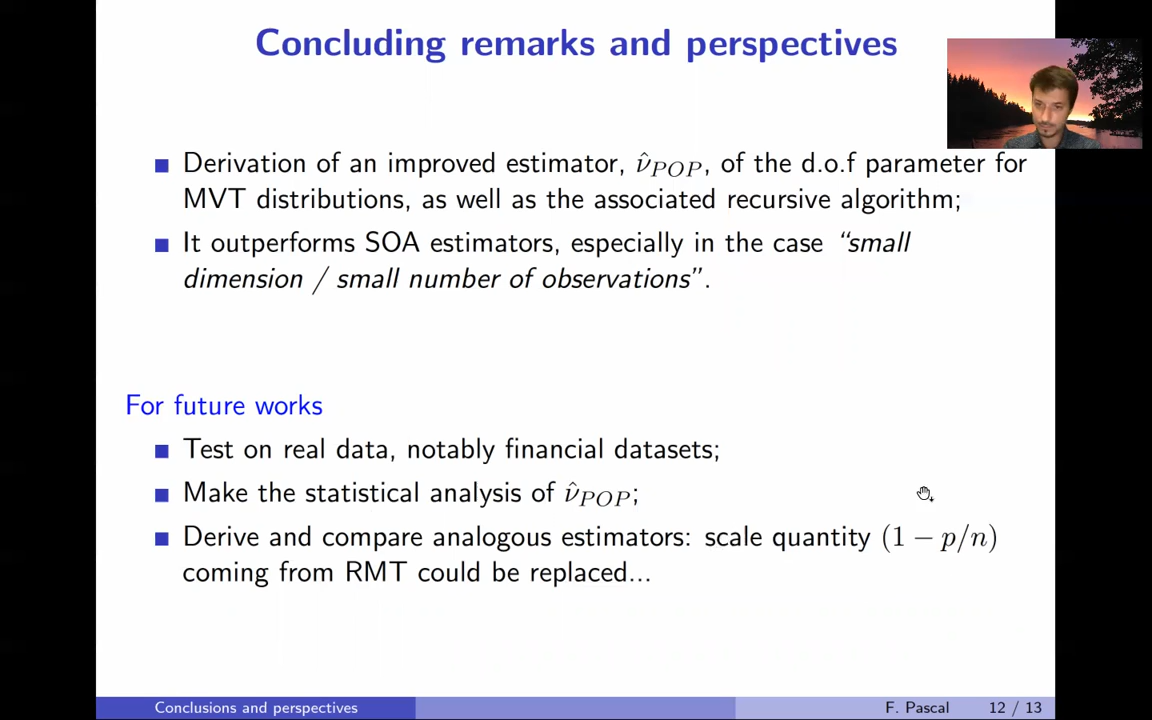 Concluding remarks and perspectives
Derivation of an improved estimator, ν̂_POP, of the d.o.f parameter for
MVT distributions, as well as the associated recursive algorithm;
It outperforms SOA estimators, especially in the case “small
dimension / small number of observations”.
For future works
Test on real data, notably financial datasets;
Make the statistical analysis of ν̂_POP;
Derive and compare analogous estimators: scale quantity (1 − p/n)
coming from RMT could be replaced...
Conclusions and perspectives F. Pascal 12 / 13